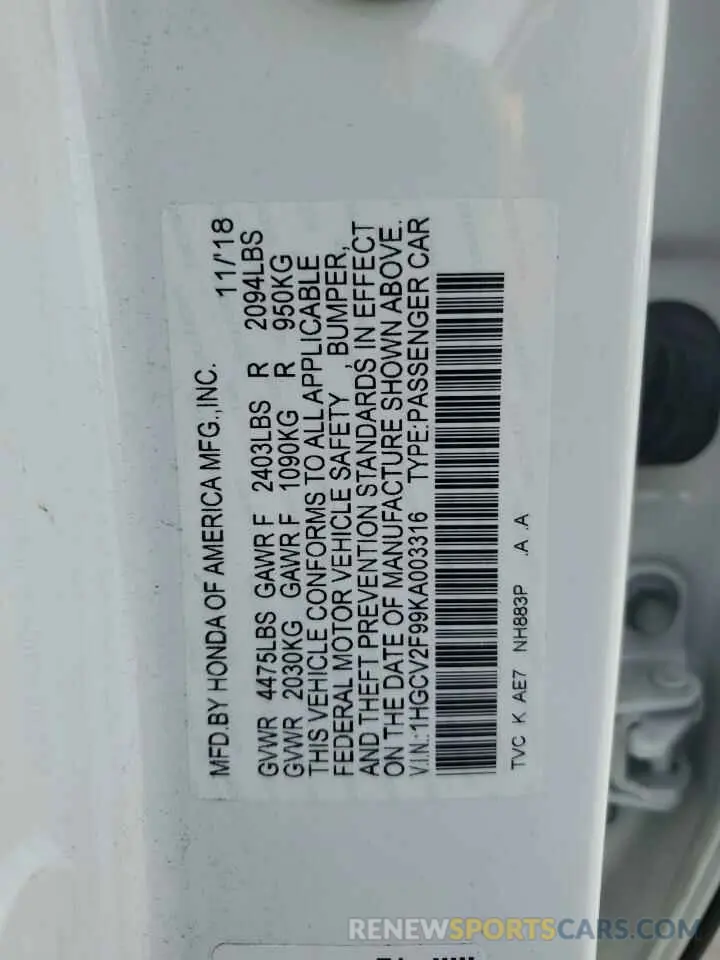 MFD.BY HONDA OF AMERICA MFG.,INC. 11/'18
GVWR 4475LBS GAWR F 2403LBS R 2094LBS
GVWR 2030KG GAWR F 1090KG R 950KG
THIS VEHICLE CONFORMS TO ALL APPLICABLE
FEDERAL MOTOR VEHICLE SAFETY , BUMPER,
AND THEFT PREVENTION STANDARDS IN EFFECT
ON THE DATE OF MANUFACTURE SHOWN ABOVE.
V.I.N.:1HGCV2F99KA003316 TYPE:PASSENGER CAR
TVC K AE7 NH883P .A .A
RENEWSPORTSCARS.COM